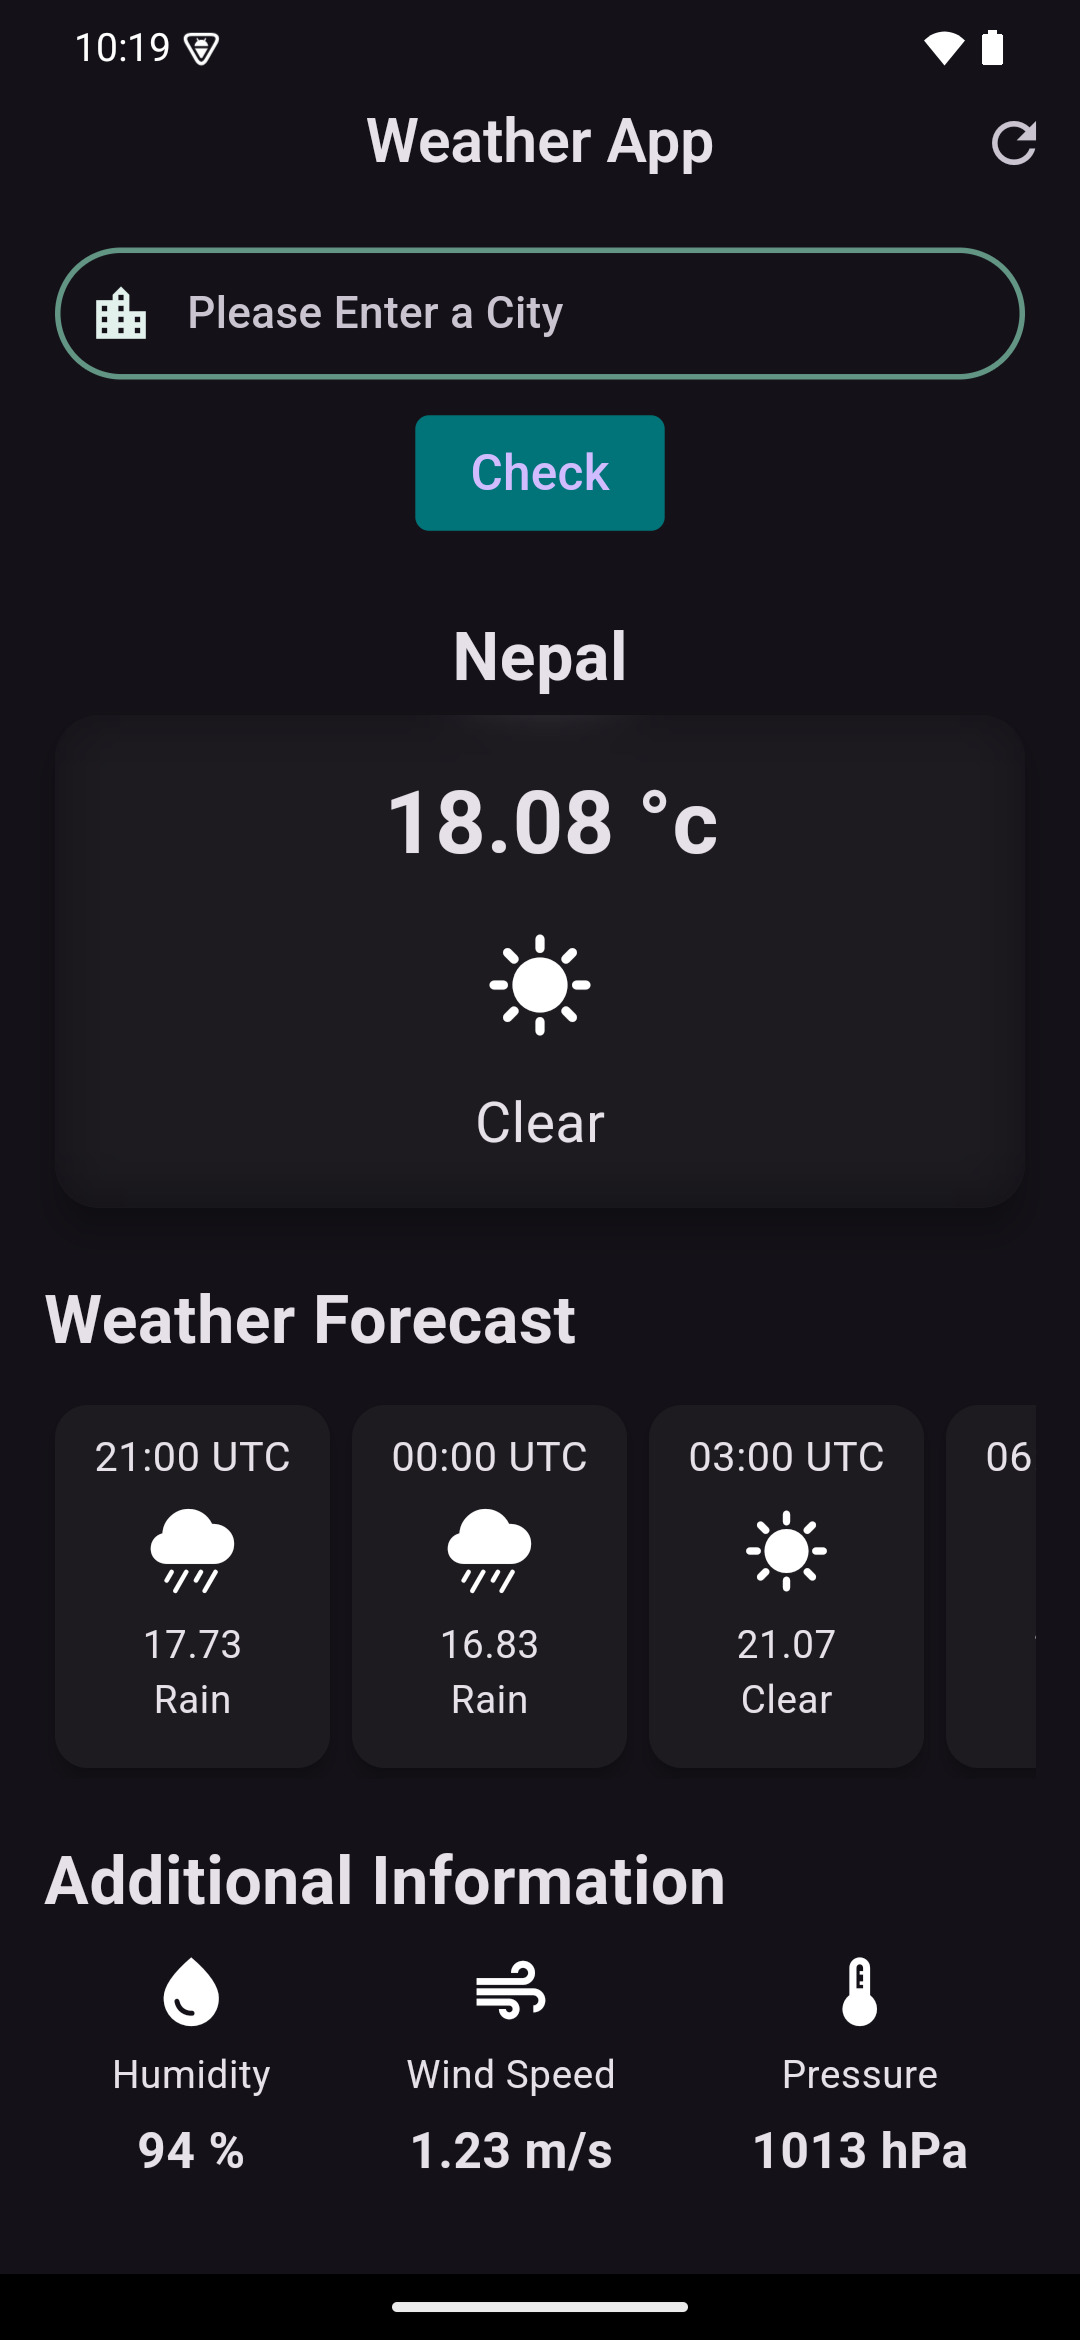 10:19
Weather App
Please Enter a City
Check
Nepal
18.08 °c
Clear
Weather Forecast
21:00 UTC 00:00 UTC 03:00 UTC 06
17.73 16.83 21.07
Rain Rain Clear
Additional Information
Humidity Wind Speed Pressure
94 % 1.23 m/s 1013 hPa